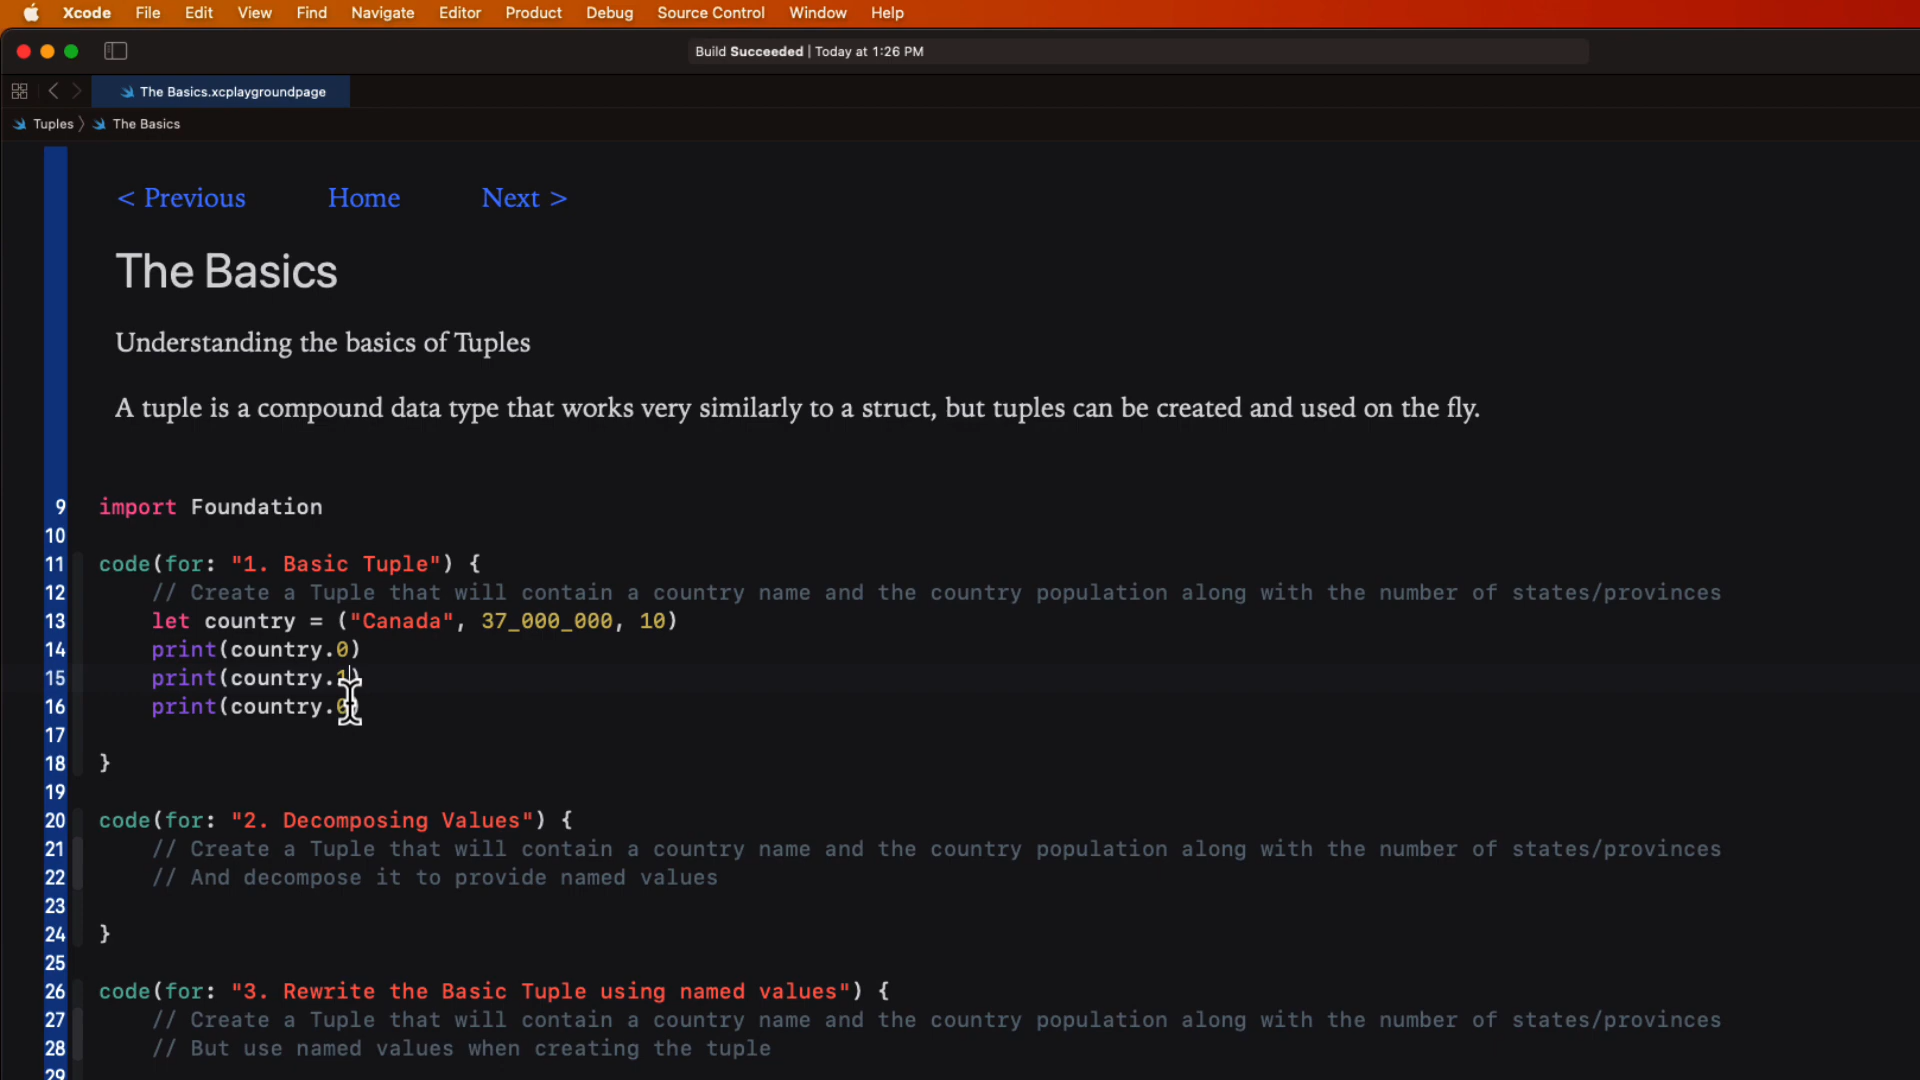 Xcode File Edit View Find Navigate Editor Product Debug Source Control Window Help
Build Succeeded | Today at 1:26 PM
The Basics.xcplaygroundpage
Tuples 〉 The Basics
< Previous Home Next >
The Basics
Understanding the basics of Tuples
A tuple is a compound data type that works very similarly to a struct, but tuples can be created and used on the fly.
9 import Foundation
10
11 code(for: "1. Basic Tuple") {
12 // Create a Tuple that will contain a country name and the country population along with the number of states/provinces
13 let country = ("Canada", 37_000_000, 10)
14 print(country.0)
15 print(country.1)
16 print(country.0)
17
18 }
19
20 code(for: "2. Decomposing Values") {
21 // Create a Tuple that will contain a country name and the country population along with the number of states/provinces
22 // And decompose it to provide named values
23
24 }
25
26 code(for: "3. Rewrite the Basic Tuple using named values") {
27 // Create a Tuple that will contain a country name and the country population along with the number of states/provinces
28 // But use named values when creating the tuple
29